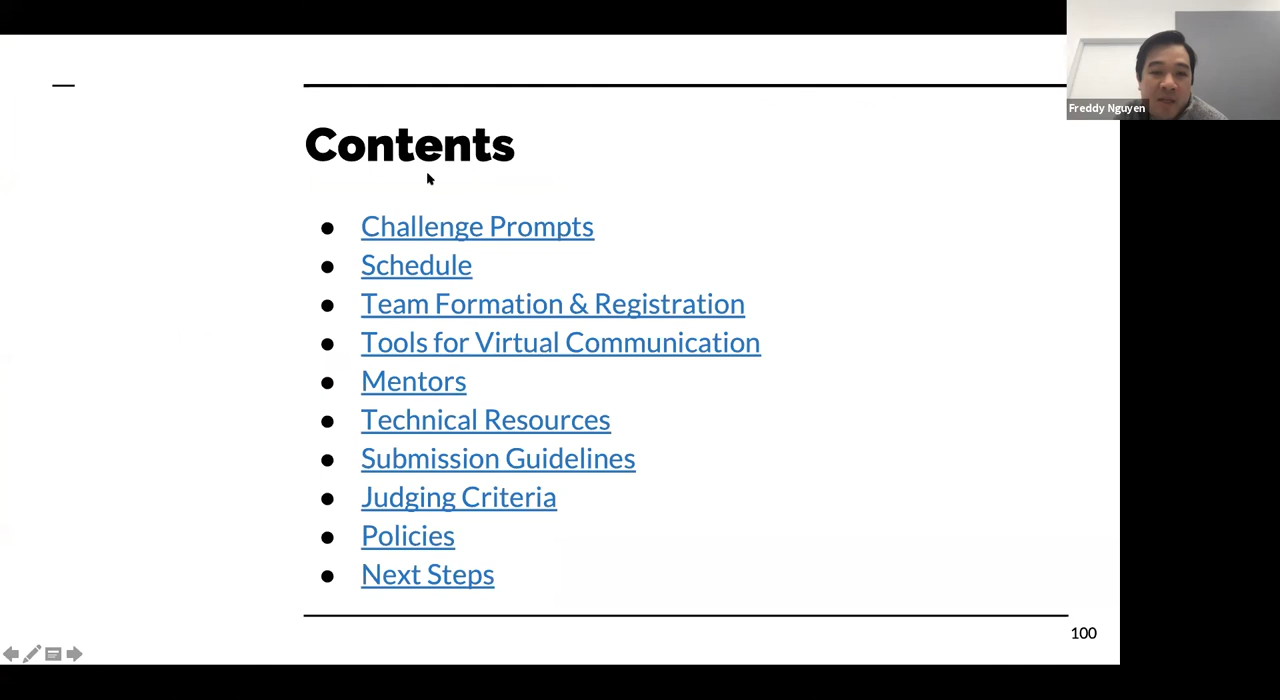 Freddy Nguyen
Contents
● Challenge Prompts
● Schedule
● Team Formation & Registration
● Tools for Virtual Communication
● Mentors
● Technical Resources
● Submission Guidelines
● Judging Criteria
● Policies
● Next Steps
100